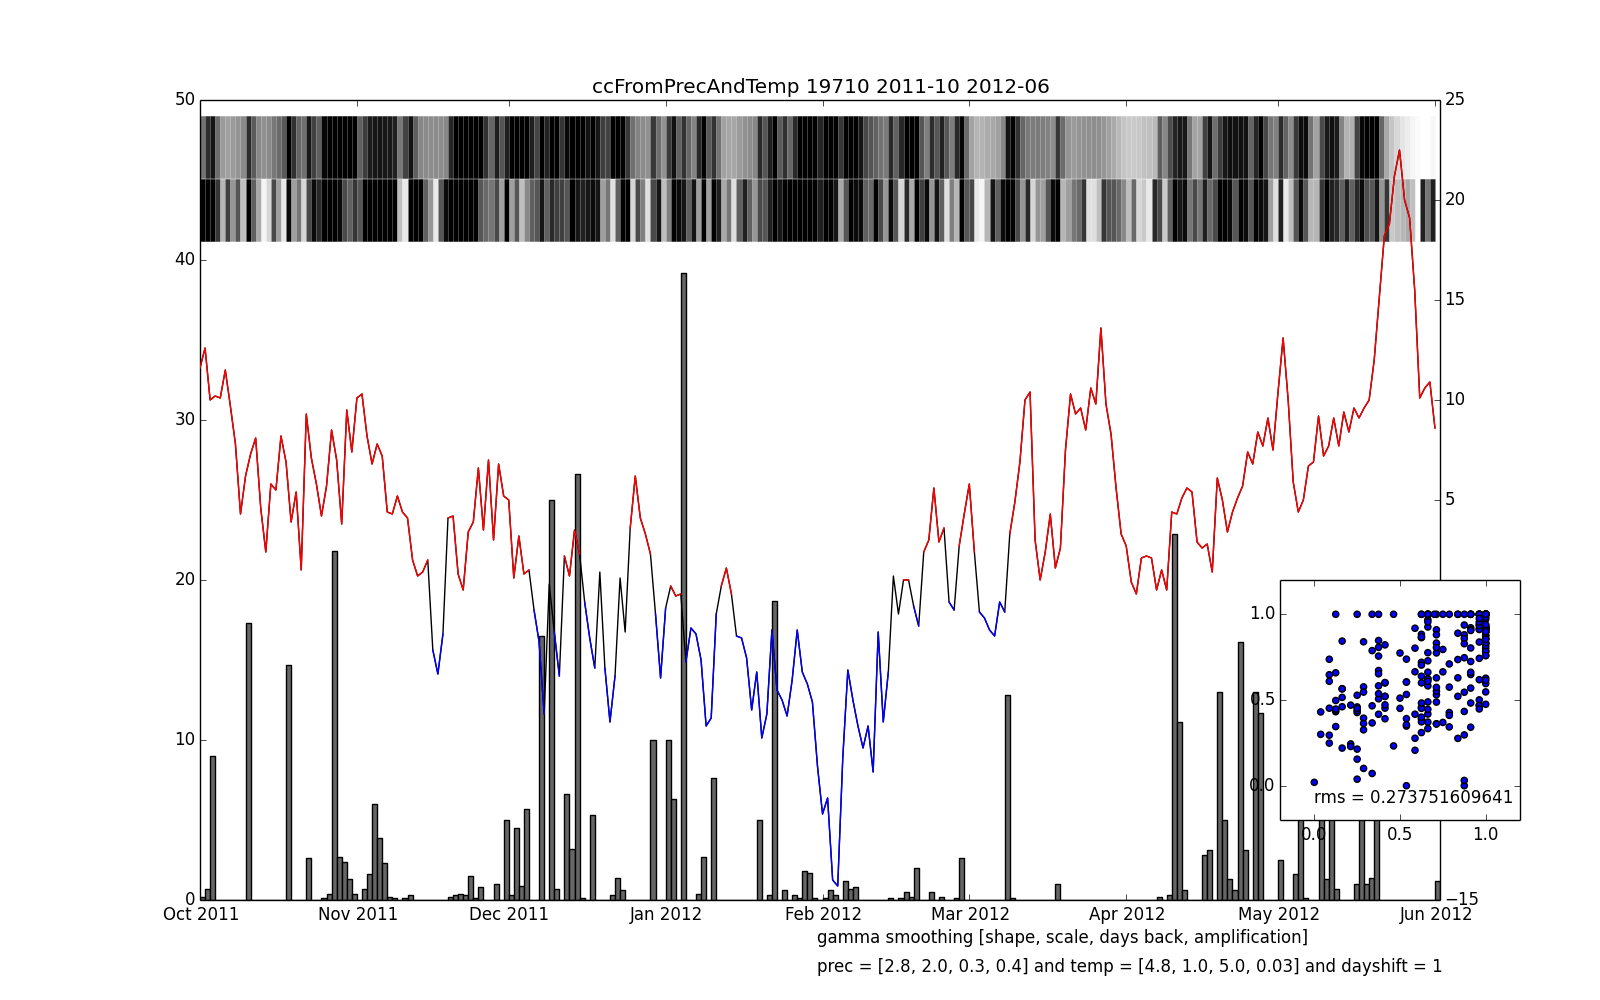 ccFromPrecAndTemp 19710 2011-10 2012-06
50
40
30
20
10
0
25
20
15
10
5
−15
Oct 2011 Nov 2011 Dec 2011 Jan 2012 Feb 2012 Mar 2012 Apr 2012 May 2012 Jun 2012
1.0
0.5
0.0
rms = 0.273751609641
0.0 0.5 1.0
gamma smoothing [shape, scale, days back, amplification]
prec = [2.8, 2.0, 0.3, 0.4] and temp = [4.8, 1.0, 5.0, 0.03] and dayshift = 1